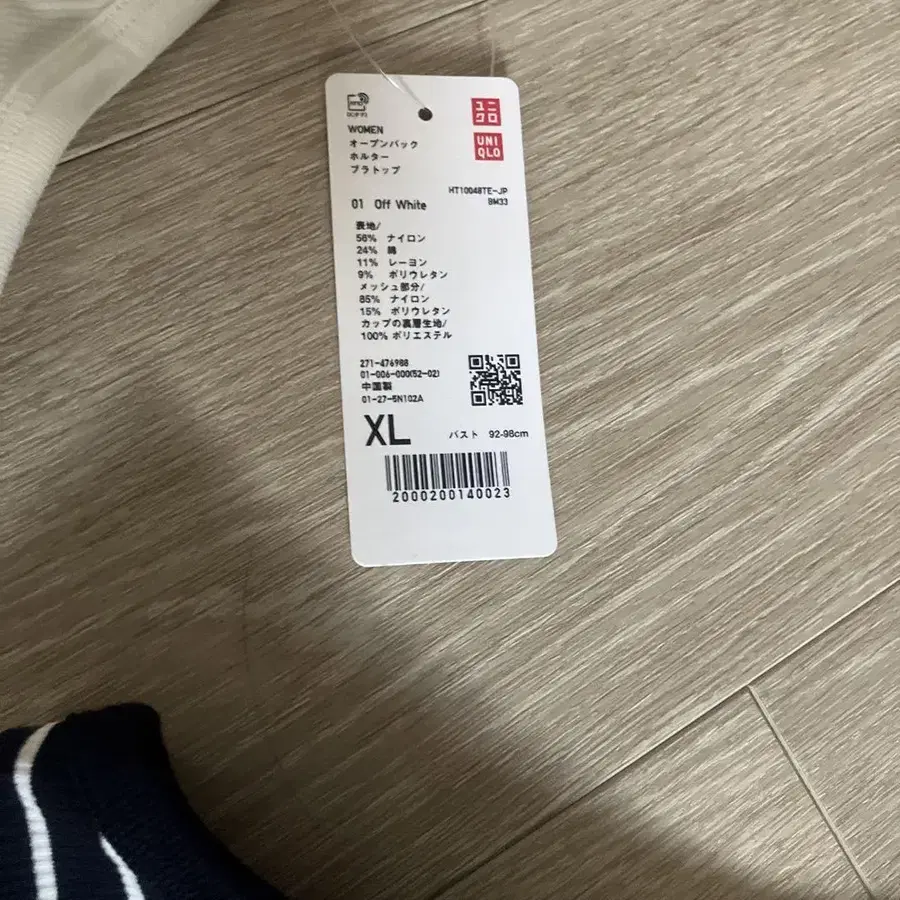 ユニ
クロ
UNI
QLO
WOMEN
オープンバック
ホルター
ブラトップ
HT10048TE-JP
BM33
01 Off White
表地/
56% ナイロン
24% 綿
11% レーヨン
9% ポリウレタン
メッシュ部分/
85% ナイロン
15% ポリウレタン
カップの裏層生地/
100% ポリエステル
271-476988
01-006-000(52-02)
中国製
01-27-5N102A
XL
バスト 92-98cm
2000200140023